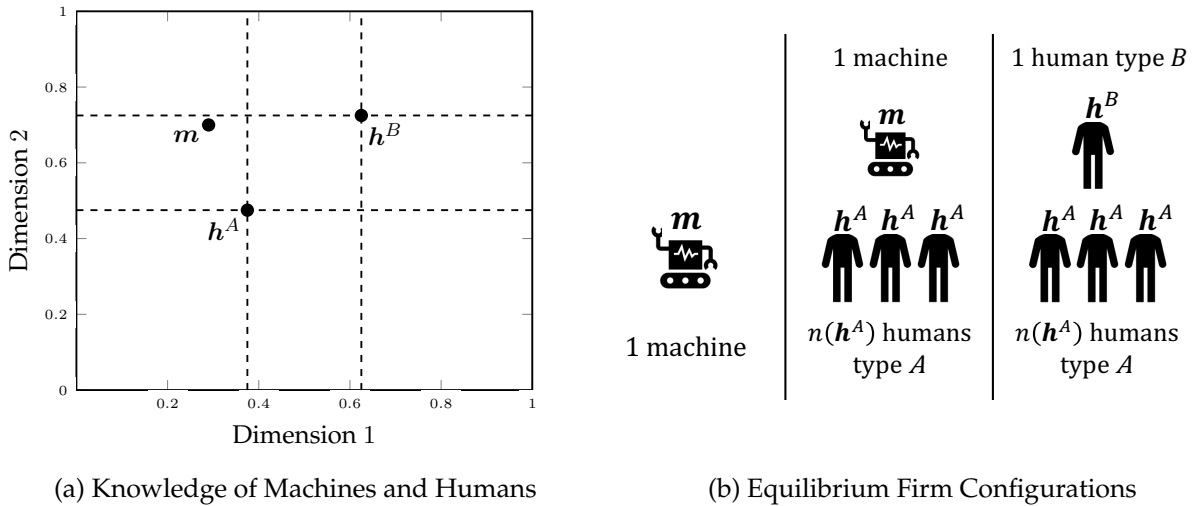 1
0.8
0.6
0.4
0.2
0
0.2
0.4
0.6
0.8
1
Dimension 2
Dimension 1
m
h^B
h^A
(a) Knowledge of Machines and Humans
m
1 machine
1 machine
m
h^A h^A h^A
n(h^A) humans
type A
1 human type B
h^B
h^A h^A h^A
n(h^A) humans
type A
(b) Equilibrium Firm Configurations